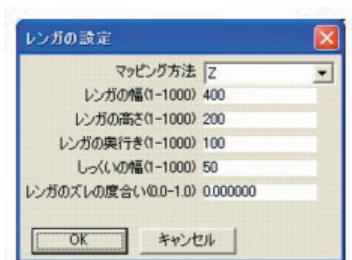 レンガの設定
マッピング方法 Z
レンガの幅(1-1000) 400
レンガの高さ(1-1000) 200
レンガの奥行き(1-1000) 100
しっくいの幅(1-1000) 50
レンガのズレの度合い(0.0-1.0) 0.000000
OK キャンセル